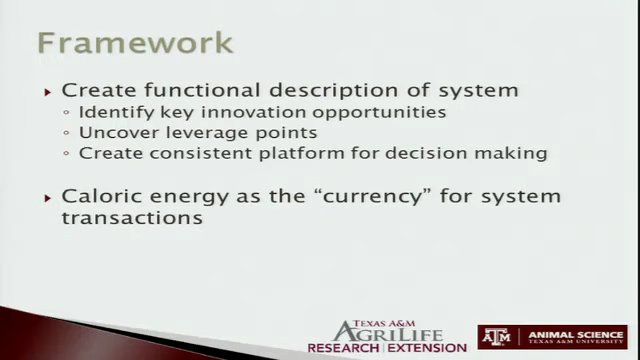 Framework
Create functional description of system
Identify key innovation opportunities
Uncover leverage points
Create consistent platform for decision making
Caloric energy as the “currency” for system
transactions
TEXAS A&M
AGRILIFE
RESEARCH | EXTENSION
ATM
ANIMAL SCIENCE
TEXAS A&M UNIVERSITY